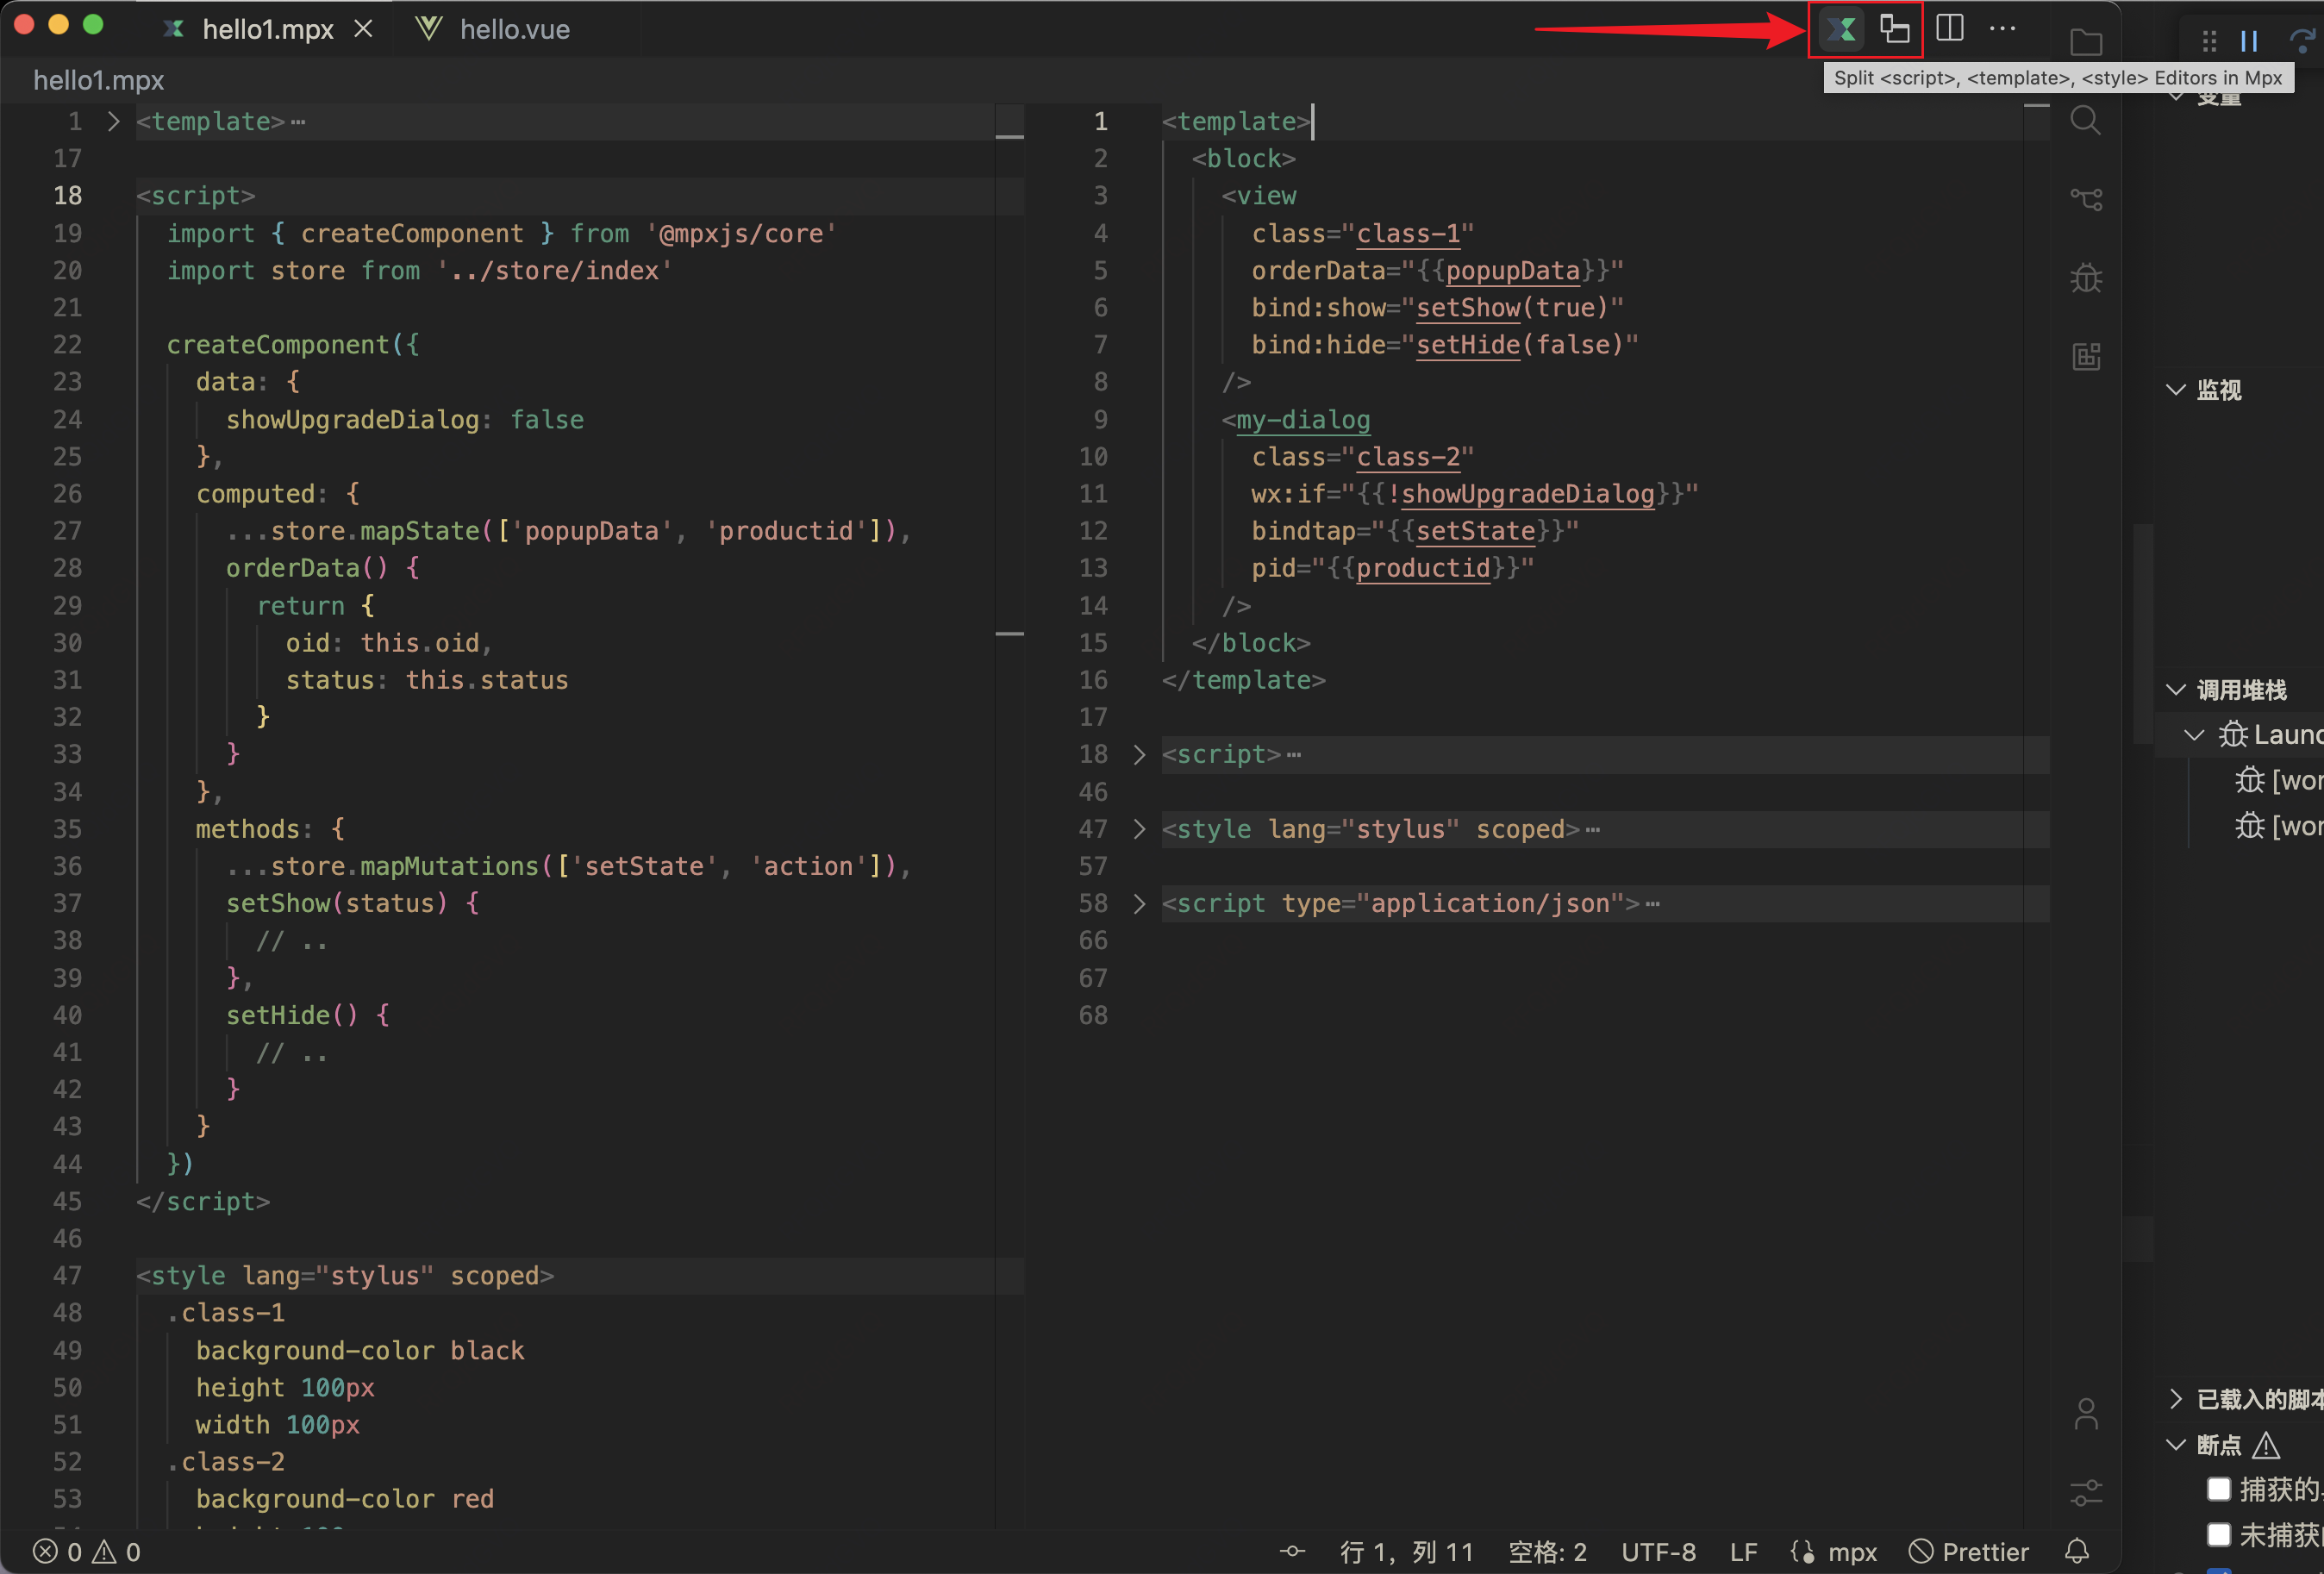 hello1.mpx
hello.vue
Split <script>, <template>, <style> Editors in Mpx
hello1.mpx
1 <template>⋯
17
18 <script>
19 import { createComponent } from '@mpxjs/core'
20 import store from '../store/index'
21
22 createComponent({
23 data: {
24 showUpgradeDialog: false
25 },
26 computed: {
27 ...store.mapState(['popupData', 'productid']),
28 orderData() {
29 return {
30 oid: this.oid,
31 status: this.status
32 }
33 }
34 },
35 methods: {
36 ...store.mapMutations(['setState', 'action']),
37 setShow(status) {
38 // ..
39 },
40 setHide() {
41 // ..
42 }
43 }
44 })
45 </script>
46
47 <style lang="stylus" scoped>
48 .class-1
49 background-color black
50 height 100px
51 width 100px
52 .class-2
53 background-color red
1 <template>
2 <block>
3 <view
4 class="class-1"
5 orderData="{{popupData}}"
6 bind:show="setShow(true)"
7 bind:hide="setHide(false)"
8 />
9 <my-dialog
10 class="class-2"
11 wx:if="{{!showUpgradeDialog}}"
12 bindtap="{{setState}}"
13 pid="{{productid}}"
14 />
15 </block>
16 </template>
17
18 <script>⋯
46
47 <style lang="stylus" scoped>⋯
57
58 <script type="application/json">⋯
66
67
68
变量
监视
调用堆栈
Launc
[wor
[wor
已载入的脚本
断点
捕获的
未捕获
0 0
行 1，列 11 空格: 2 UTF-8 LF mpx Prettier